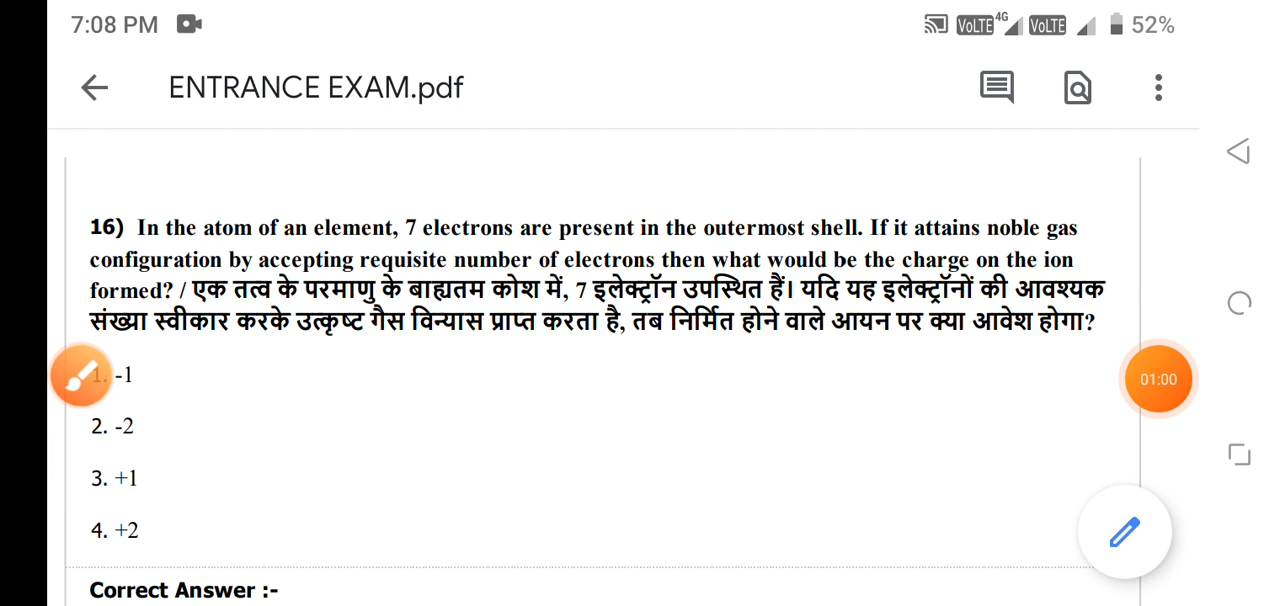 7:08 PM VoLTE 4G VoLTE 52%
ENTRANCE EXAM.pdf
16) In the atom of an element, 7 electrons are present in the outermost shell. If it attains noble gas
configuration by accepting requisite number of electrons then what would be the charge on the ion
formed? / एक तत्व के परमाणु के बाह्यतम कोश में, 7 इलेक्ट्रॉन उपस्थित हैं। यदि यह इलेक्ट्रॉनों की आवश्यक
संख्या स्वीकार करके उत्कृष्ट गैस विन्यास प्राप्त करता है, तब निर्मित होने वाले आयन पर क्या आवेश होगा?
1. -1
01:00
2. -2
3. +1
4. +2
Correct Answer :-